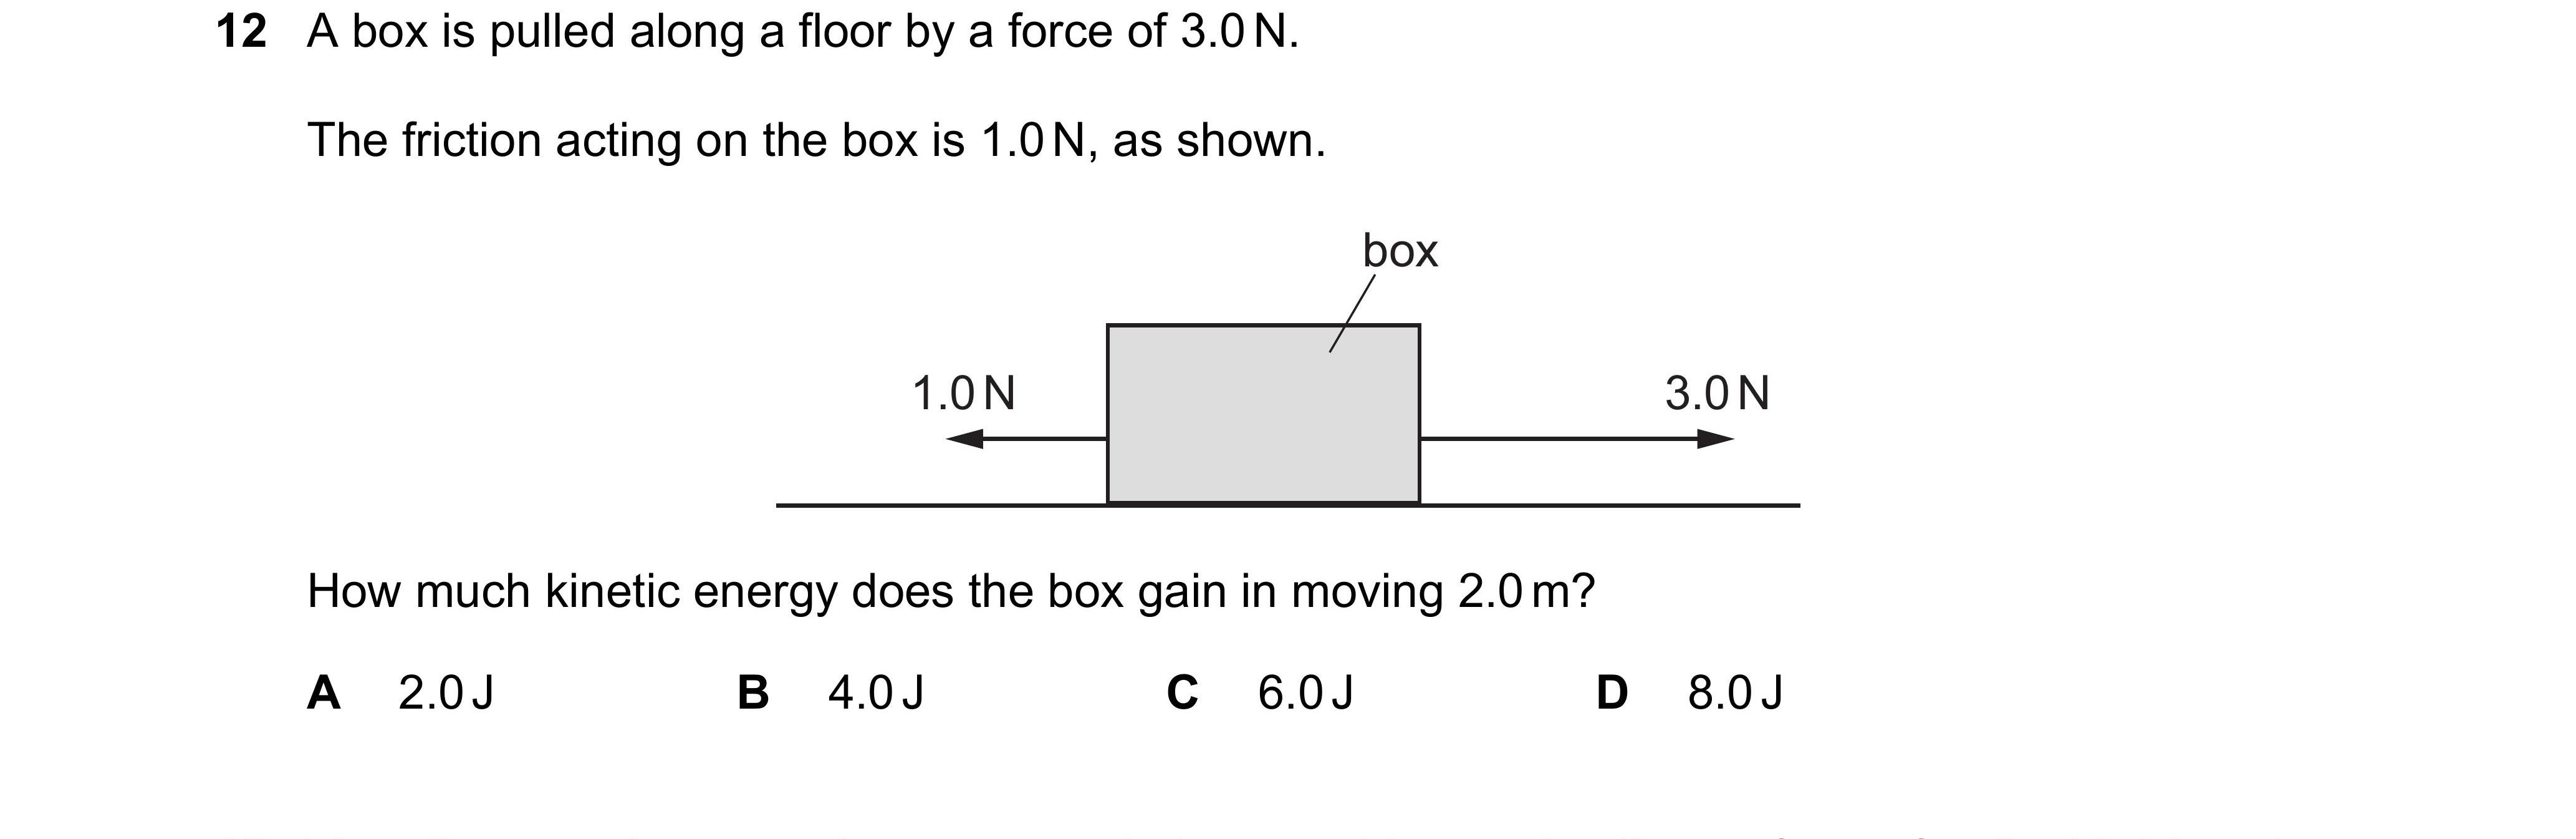 12 A box is pulled along a floor by a force of 3.0 N.
The friction acting on the box is 1.0 N, as shown.
box
1.0 N
3.0 N
How much kinetic energy does the box gain in moving 2.0 m?
A 2.0 J B 4.0 J C 6.0 J D 8.0 J